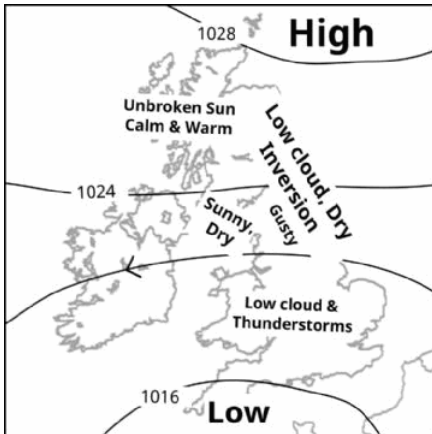 1028
High
Unbroken Sun
Calm & Warm
Low cloud, Dry
Inversion
Gusty
1024
Sunny,
Dry
Low cloud &
Thunderstorms
1016
Low